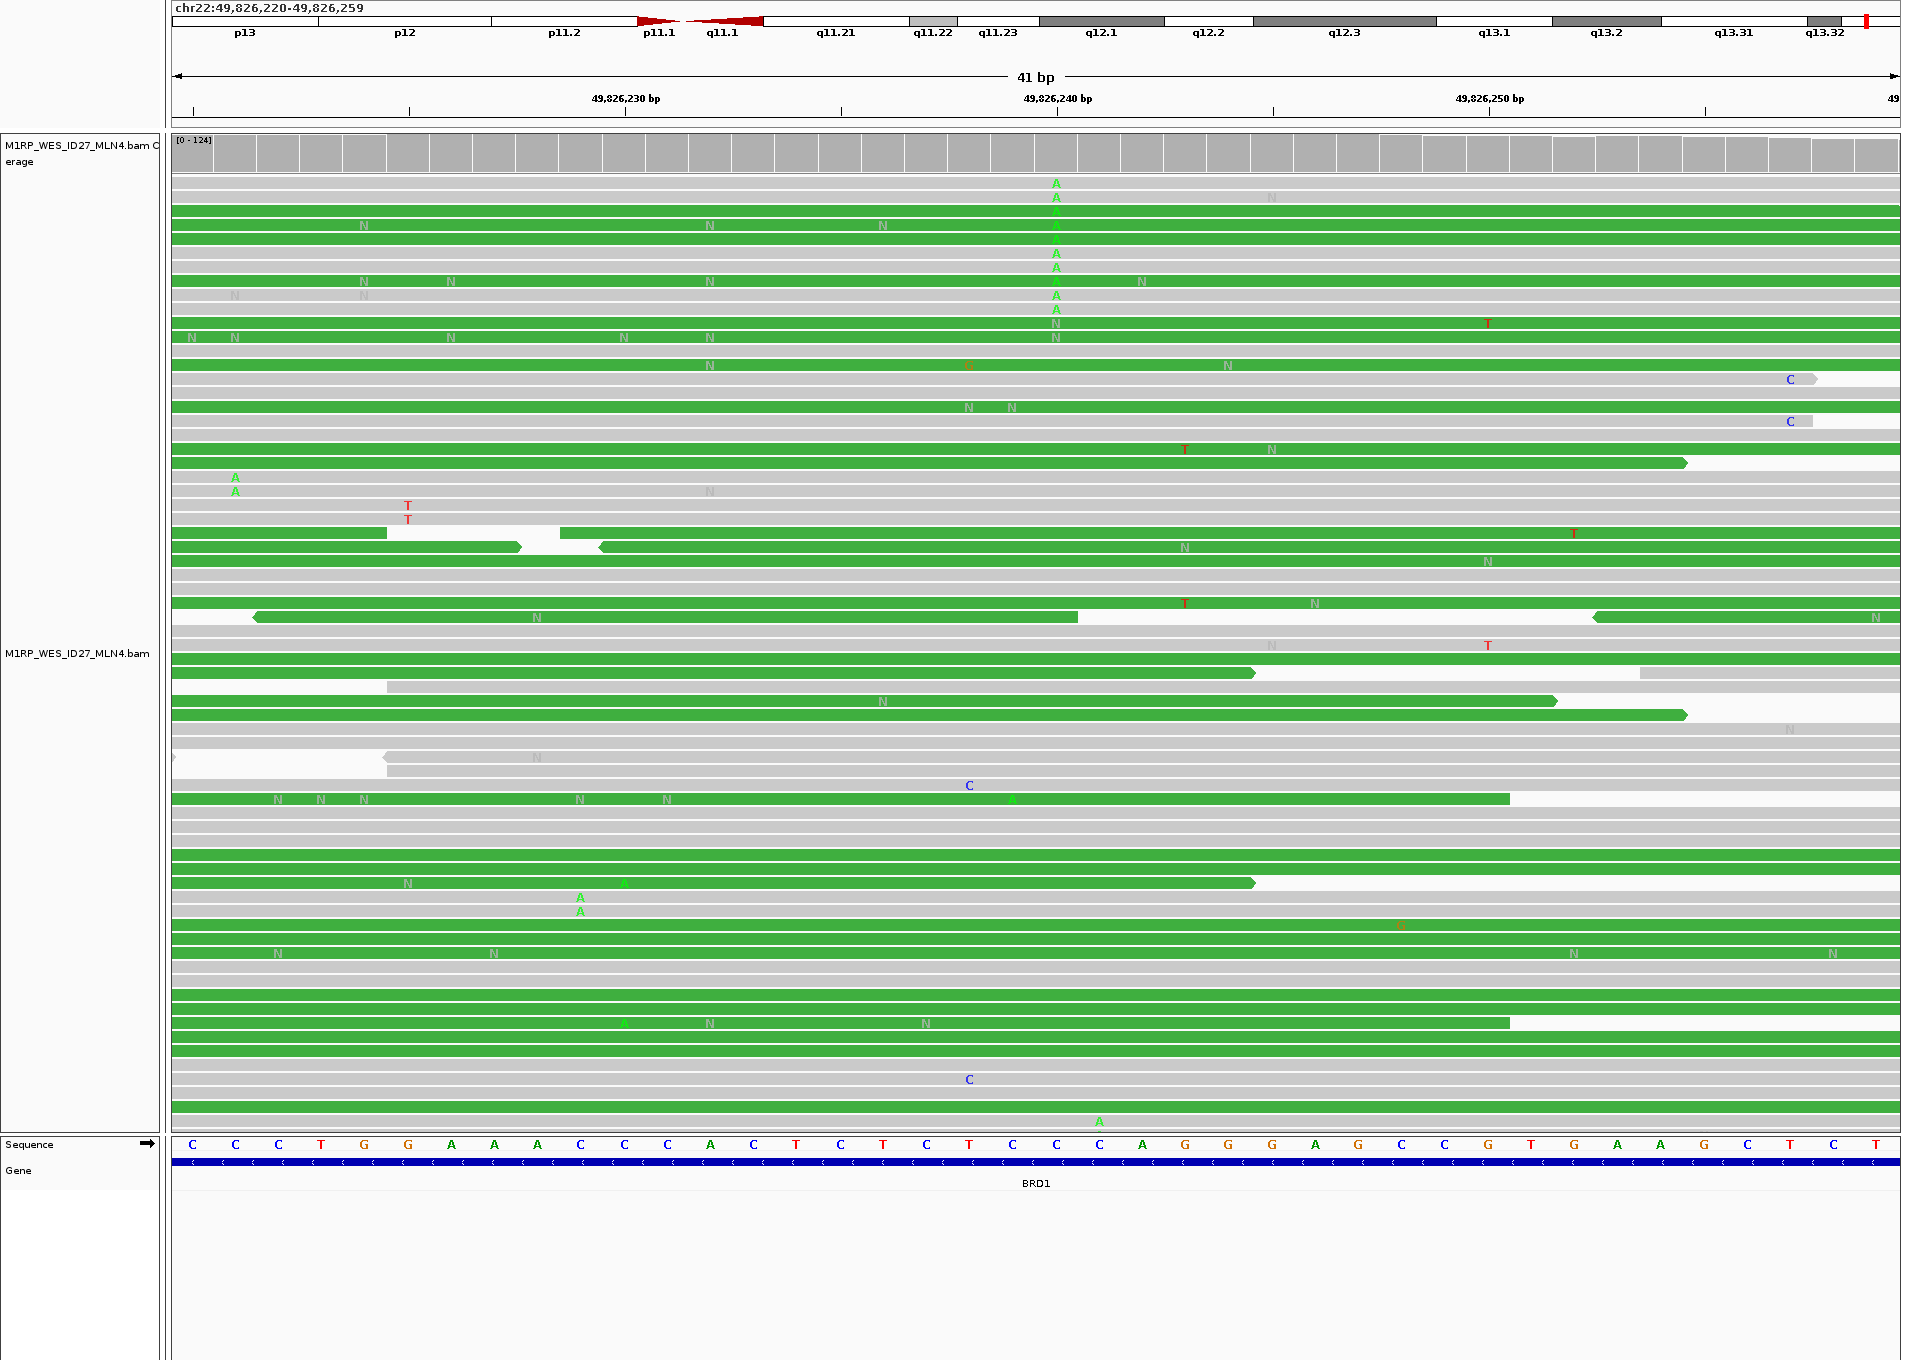 chr22:49,826,220-49,826,259
p13 p12 p11.2 p11.1 q11.1 q11.21 q11.22 q11.23 q12.1 q12.2 q12.3 q13.1 q13.2 q13.31 q13.32
41 bp
49,826,230 bp 49,826,240 bp 49,826,250 bp 49
M1RP_WES_ID27_MLN4.bam C
erage
[0 - 124]
A
A N
A
N N N A
A
A
A
N N N A N
N N A
A
N T
N N N N N N
N N
C
N N
C
T N
A
A N
T
T
T
N
N
T N
N N
N T
M1RP_WES_ID27_MLN4.bam
N
N
N
C
N N N N N A
N A
A
A
N N N N
A N N
C
A
Sequence C C C T G G A A A C C C A C T C T C T C C C A G G G A G C C G T G A A G C T C T
Gene
BRD1